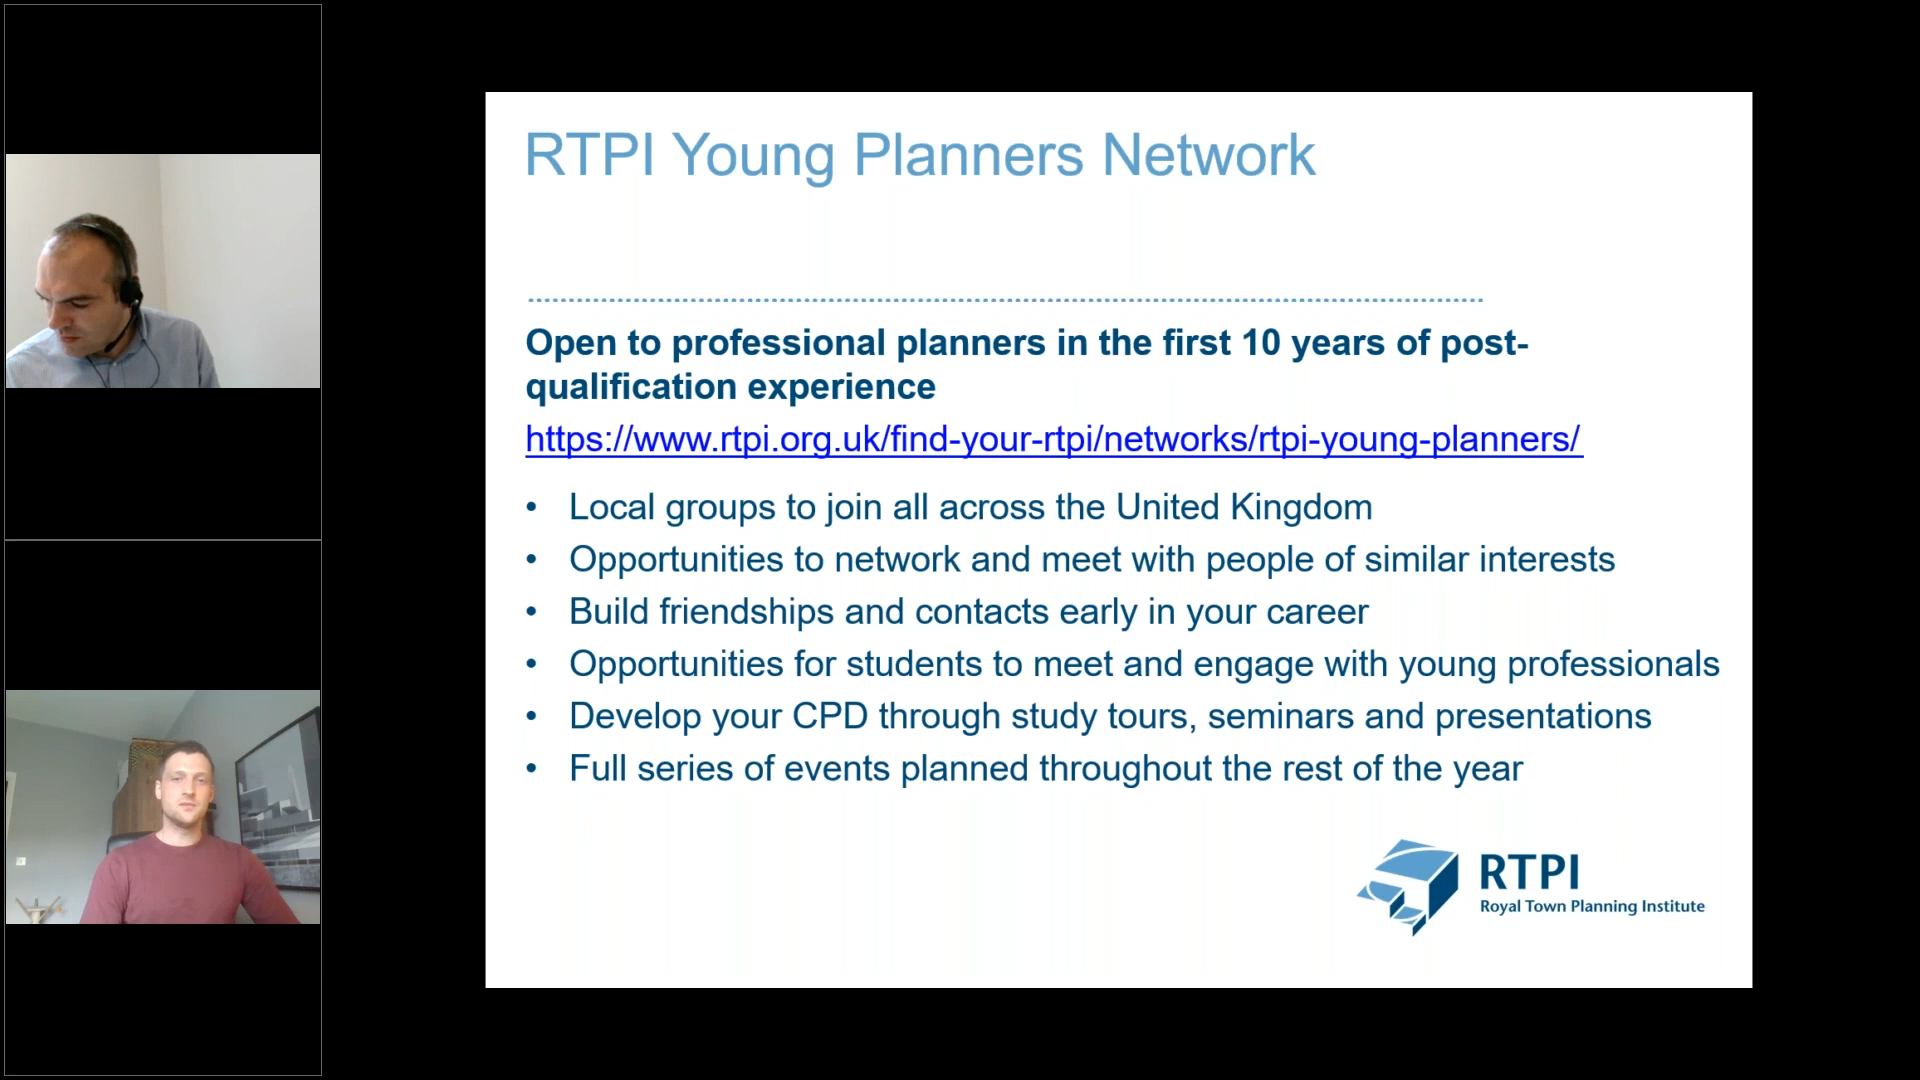 RTPI Young Planners Network
Open to professional planners in the first 10 years of post-
qualification experience
https://www.rtpi.org.uk/find-your-rtpi/networks/rtpi-young-planners/
• Local groups to join all across the United Kingdom
• Opportunities to network and meet with people of similar interests
• Build friendships and contacts early in your career
• Opportunities for students to meet and engage with young professionals
• Develop your CPD through study tours, seminars and presentations
• Full series of events planned throughout the rest of the year
RTPI
Royal Town Planning Institute